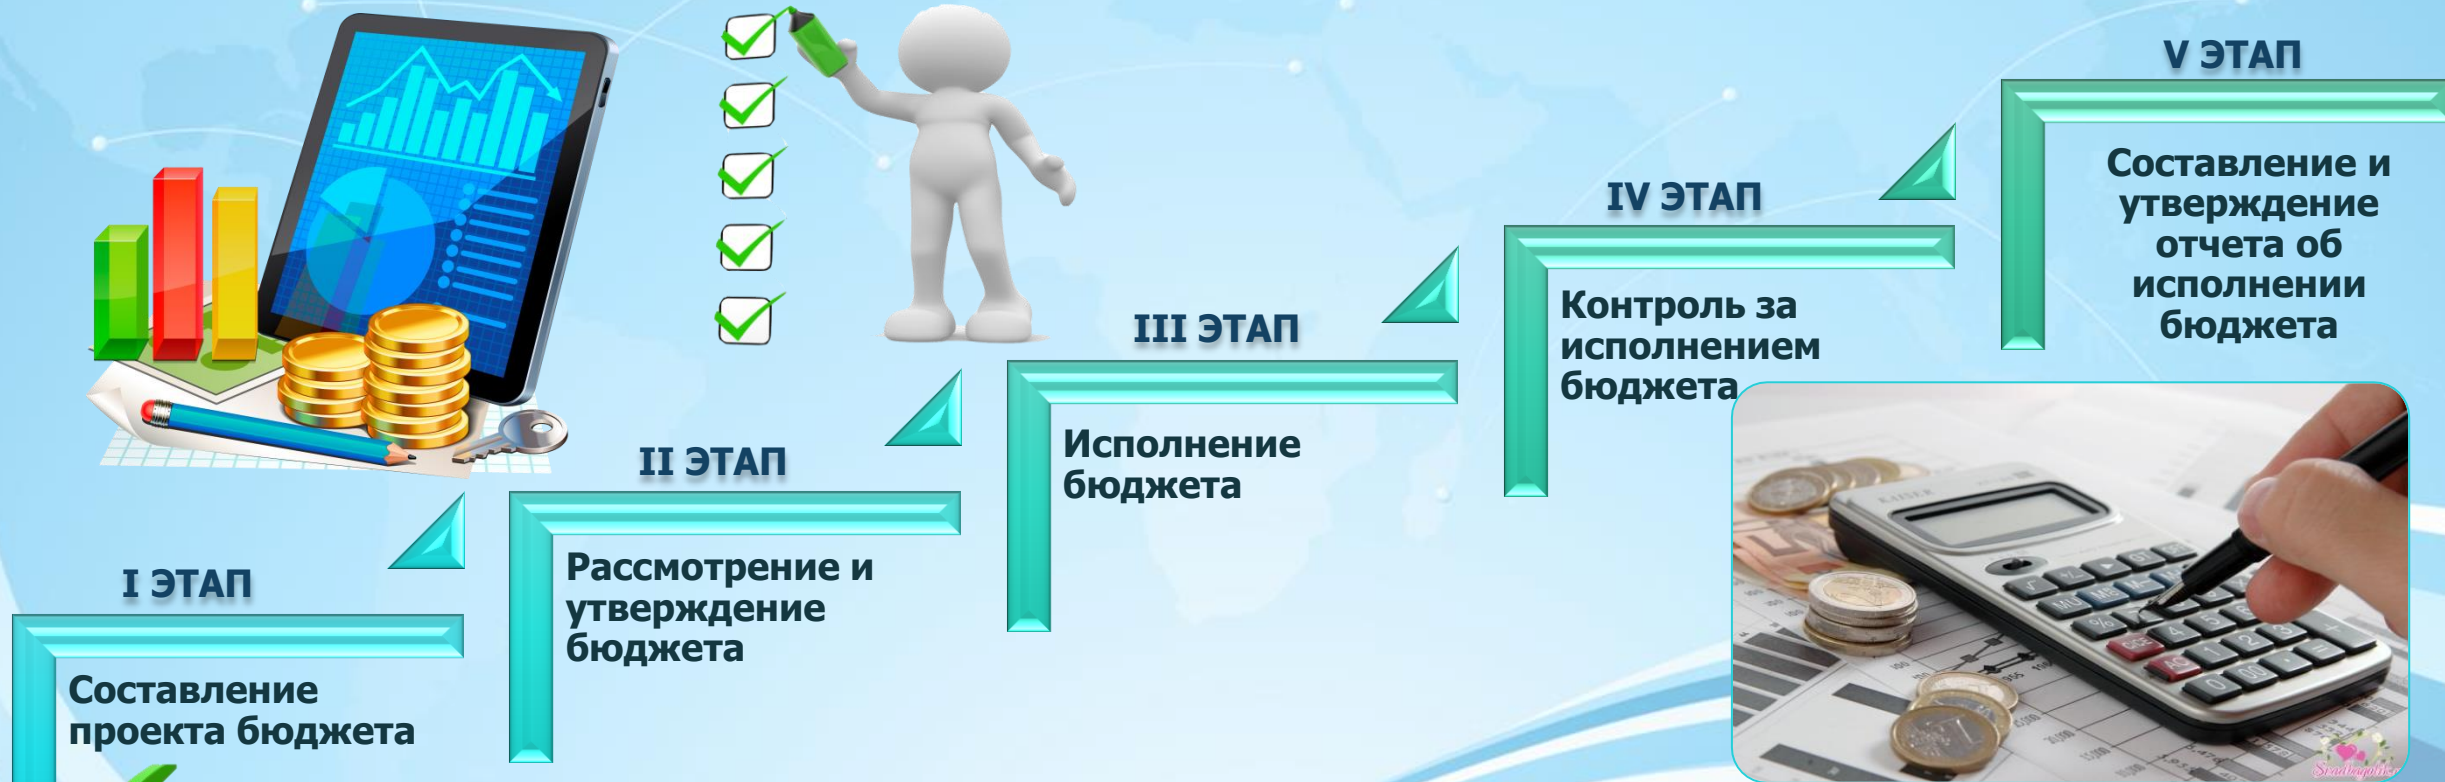 I ЭТАП
Составление
проекта бюджета
II ЭТАП
Рассмотрение и
утверждение
бюджета
III ЭТАП
Исполнение
бюджета
IV ЭТАП
Контроль за
исполнением
бюджета
V ЭТАП
Составление и
утверждение
отчета об
исполнении
бюджета